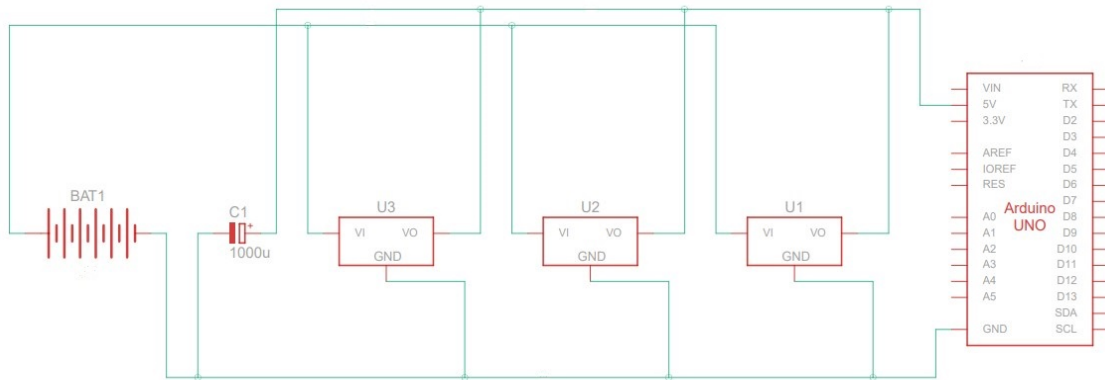 BAT1
C1
+
1000u
U3
VI
VO
GND
U2
VI
VO
GND
U1
VI
VO
GND
VIN
5V
3.3V
AREF
IOREF
RES
A0
A1
A2
A3
A4
A5
GND
Arduino
UNO
RX
TX
D2
D3
D4
D5
D6
D7
D8
D9
D10
D11
D12
D13
SDA
SCL